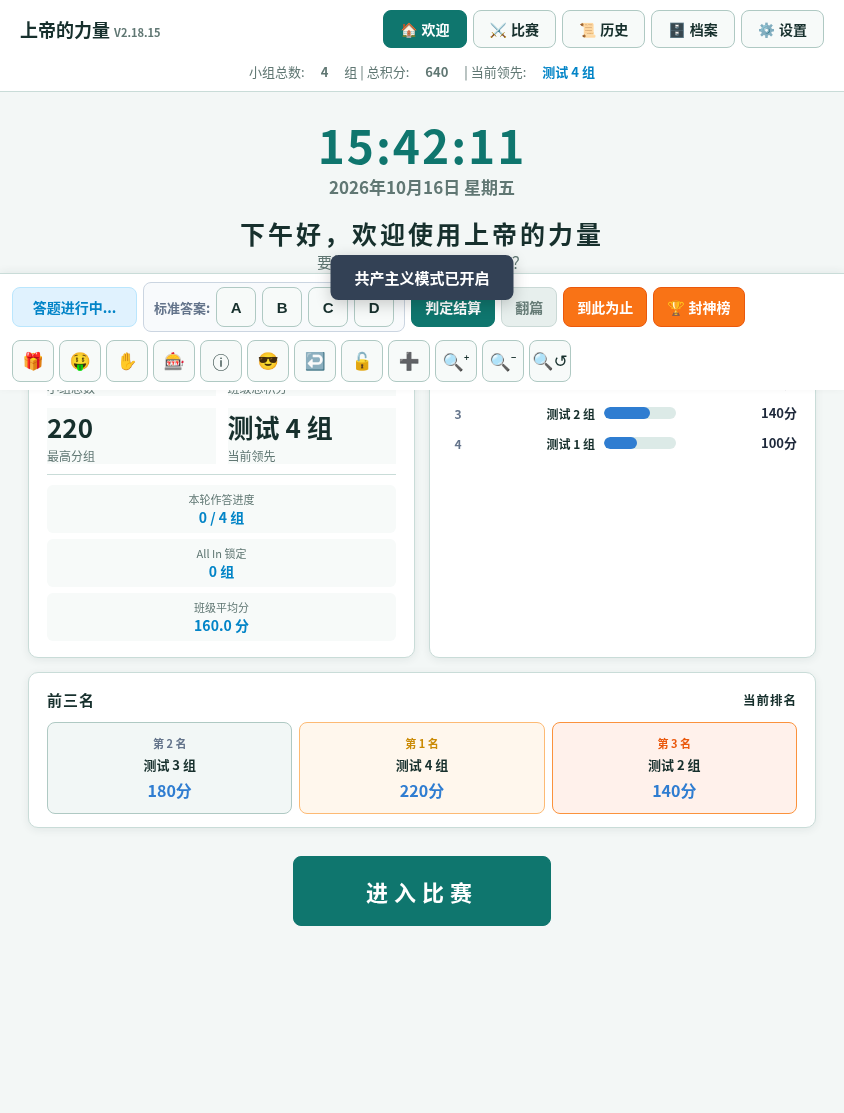 上帝的力量 V2.18.15
🏠 欢迎
⚔️ 比赛
📜 历史
🗄️ 档案
⚙️ 设置
小组总数: 4 组 | 总积分: 640 | 当前领先: 测试 4 组
15:42:11
2026年10月16日 星期五
下午好，欢迎使用上帝的力量
要
?
共产主义模式已开启
答题进行中...
标准答案:
A
B
C
D
判定结算
翻篇
到此为止
🏆 封神榜
小组总数
班级总积分
220
最高分组
测试 4 组
当前领先
本轮作答进度
0 / 4 组
All In 锁定
0 组
班级平均分
160.0 分
3 测试 2 组 140分
4 测试 1 组 100分
前三名
当前排名
第 2 名
测试 3 组
180分
第 1 名
测试 4 组
220分
第 3 名
测试 2 组
140分
进入比赛